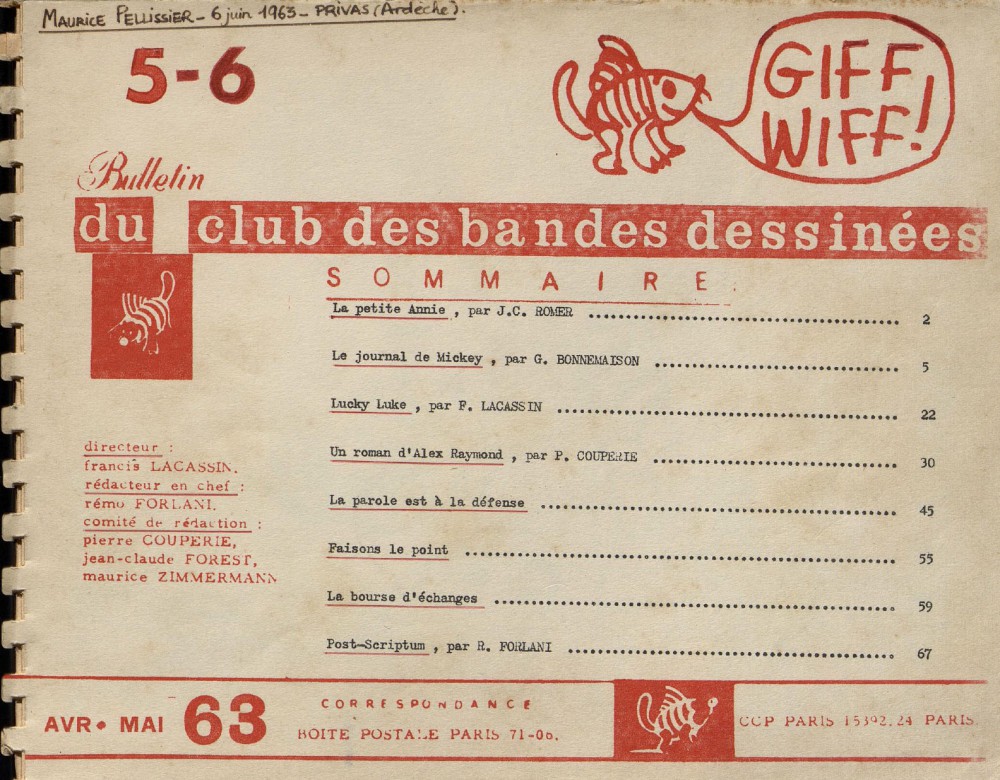 MAURICE PELLISSIER - 6 juin 1963 - PRIVAS (Ardèche).
5-6
GIFF
WIFF!
Bulletin
du club des bandes dessinées
SOMMAIRE
La petite Annie , par J.C. ROMER 2
Le journal de Mickey , par G. BONNEMAISON 5
Lucky Luke , par F. LACASSIN 22
Un roman d'Alex Raymond , par P. COUPERIE 30
La parole est à la défense 45
Faisons le point 55
La bourse d'échanges 59
Post-Scriptum , par R. FORLANI 67
directeur :
francis LACASSIN.
rédacteur en chef :
rémo FORLANI.
comité de rédaction :
pierre COUPERIE,
jean-claude FOREST,
maurice ZIMMERMANN
AVR • MAI 63
CORRESPONDANCE
BOITE POSTALE PARIS 71-06.
CCP PARIS 15392.24 PARIS.